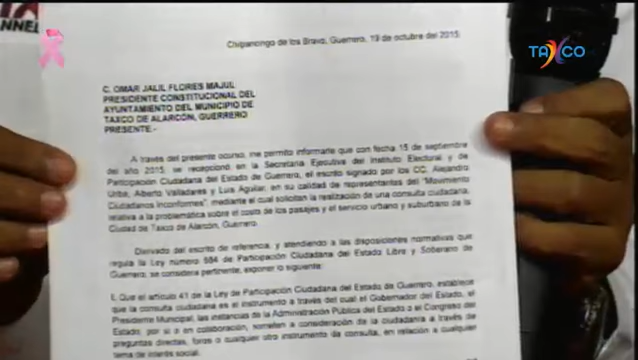 ANNEL
TAXCO
Chilpancingo de los Bravo, Guerrero, 19 de octubre del 2015.
C. OMAR JALIL FLORES MAJUL
PRESIDENTE CONSTITUCIONAL DEL
AYUNTAMIENTO DEL MUNICIPIO DE
TAXCO DE ALARCÓN, GUERRERO
PRESENTE.-
A través del presente ocurso, me permito informarle que con fecha 15 de septiembre
del año 2015, se recepcionó en la Secretaría Ejecutiva del Instituto Electoral y de
Participación Ciudadana del Estado de Guerrero, el escrito signado por los CC. Alejandro
Uribe, Alberto Valladares y Luis Aguilar, en su calidad de representantes del "Movimiento
Ciudadanos Inconformes", mediante el cual solicitan la realización de una consulta ciudadana,
relativa a la problemática sobre el costo de los pasajes y el servicio urbano y suburbano de la
Ciudad de Taxco de Alarcón, Guerrero.
Derivado del escrito de referencia, y atendiendo a las disposiciones normativas que
regula la Ley número 684 de Participación Ciudadana del Estado Libre y Soberano de
Guerrero, se considera pertinente, exponer lo siguiente:
I. Que el artículo 41 de la Ley de Participación Ciudadana del Estado de Guerrero, establece
que la consulta ciudadana es el instrumento a través del cual el Gobernador del Estado, el
Presidente Municipal, las instancias de la Administración Pública del Estado o el Congreso del
Estado, por sí o en colaboración, someten a consideración de la ciudadanía a través de
preguntas directas, foros o cualquier otro instrumento de consulta, en relación a cualquier
tema de interés social.